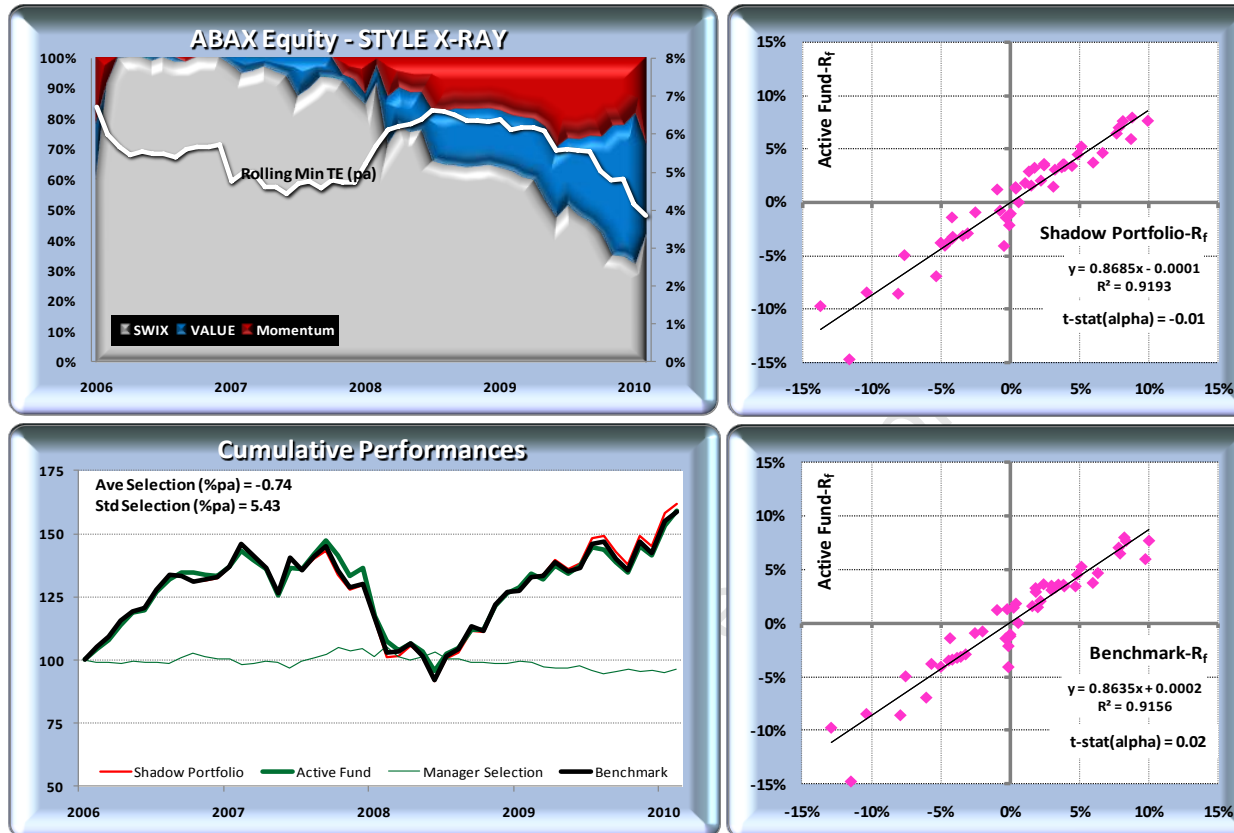 ABAX Equity - STYLE X-RAY
100%
90%
80%
70%
60%
50%
40%
30%
20%
10%
0%
8%
7%
6%
5%
4%
3%
2%
1%
0%
Rolling Min TE (pa)
SWIX VALUE Momentum
2006 2007 2008 2009 2010
15%
10%
5%
0%
-5%
-10%
-15%
Active Fund-Rf
Shadow Portfolio-Rf
y = 0.8685x - 0.0001
R² = 0.9193
t-stat(alpha) = -0.01
-15% -10% -5% 0% 5% 10% 15%
Cumulative Performances
175
150
125
100
75
50
Ave Selection (%pa) = -0.74
Std Selection (%pa) = 5.43
Shadow Portfolio Active Fund Manager Selection Benchmark
2006 2007 2008 2009 2010
15%
10%
5%
0%
-5%
-10%
-15%
Active Fund-Rf
Benchmark-Rf
y = 0.8635x + 0.0002
R² = 0.9156
t-stat(alpha) = 0.02
-15% -10% -5% 0% 5% 10% 15%